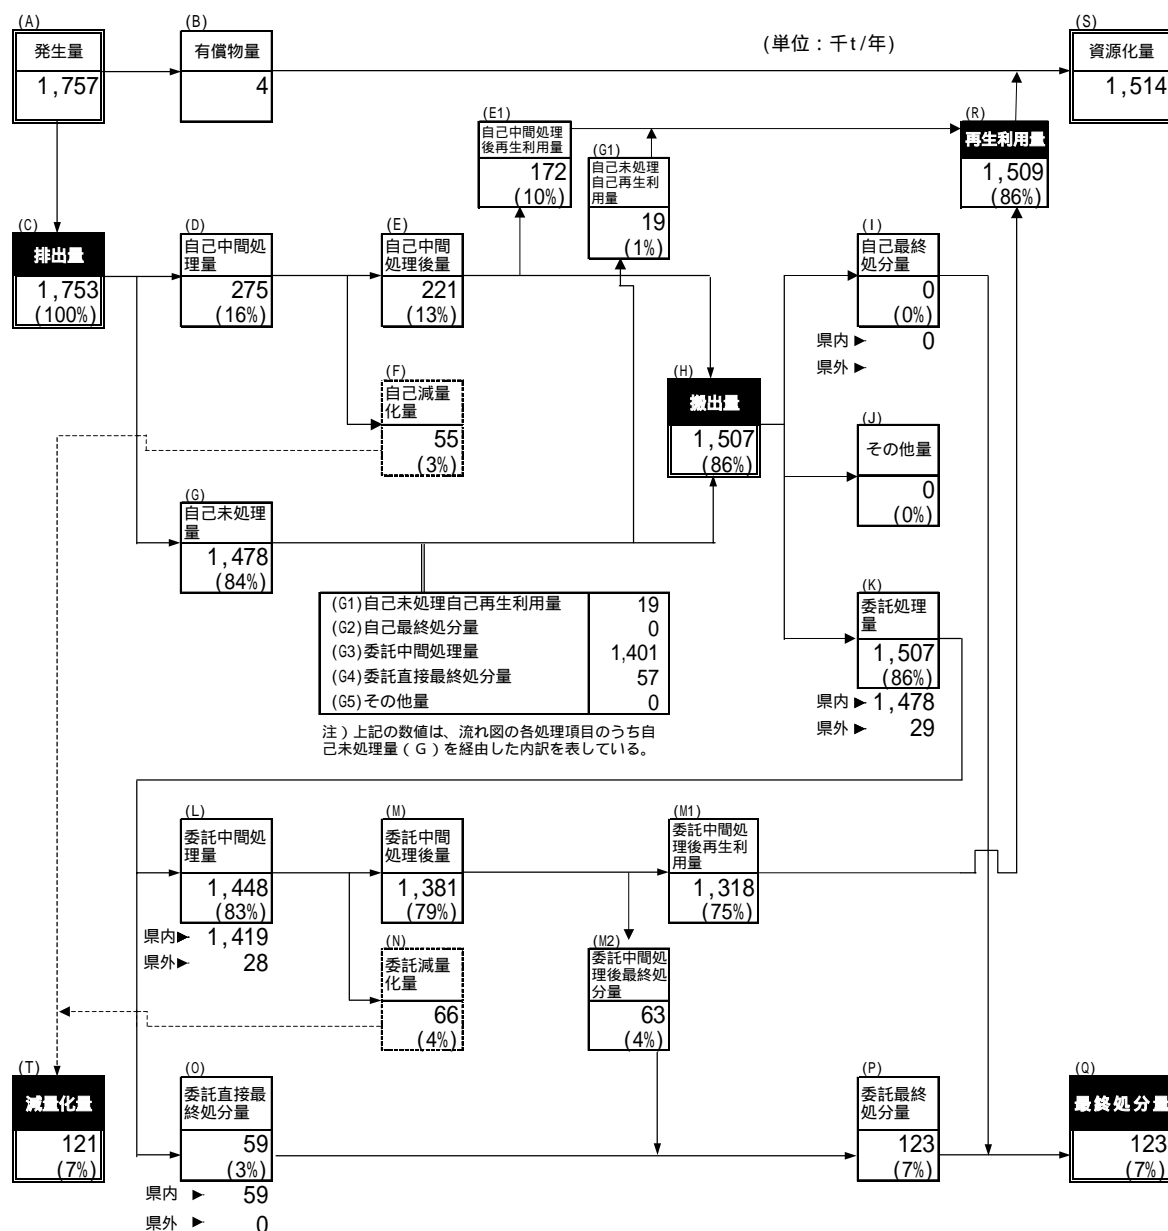 (A)
発生量
1,757
(B)
有償物量
4
(単位：千t/年)
(S)
資源化量
1,514
(E1)
自己中間処理
後再生利用量
172
(10%)
(G1)
自己未処理
自己再生利
用量
19
(1%)
(R)
再生利用量
1,509
(86%)
(C)
排出量
1,753
(100%)
(D)
自己中間処
理量
275
(16%)
(E)
自己中間
処理後量
221
(13%)
(I)
自己最終
処分量
0
(0%)
県内 ► 0
県外 ►
(F)
自己減量
化量
55
(3%)
(H)
搬出量
1,507
(86%)
(J)
その他量
0
(0%)
(G)
自己未処理
量
1,478
(84%)
(G1)自己未処理自己再生利用量 19
(G2)自己最終処分量 0
(G3)委託中間処理量 1,401
(G4)委託直接最終処分量 57
(G5)その他量 0
注）上記の数値は、流れ図の各処理項目のうち自
己未処理量（G）を経由した内訳を表している。
(K)
委託処理
量
1,507
(86%)
県内 ► 1,478
県外 ► 29
(L)
委託中間処
理量
1,448
(83%)
県内► 1,419
県外► 28
(M)
委託中間
処理後量
1,381
(79%)
(M1)
委託中間処
理後再生利
用量
1,318
(75%)
(N)
委託減量
化量
66
(4%)
(M2)
委託中間処
理後最終処
分量
63
(4%)
(T)
減量化量
121
(7%)
(O)
委託直接最
終処分量
59
(3%)
県内 ► 59
県外 ► 0
(P)
委託最終
処分量
123
(7%)
(Q)
最終処分量
123
(7%)